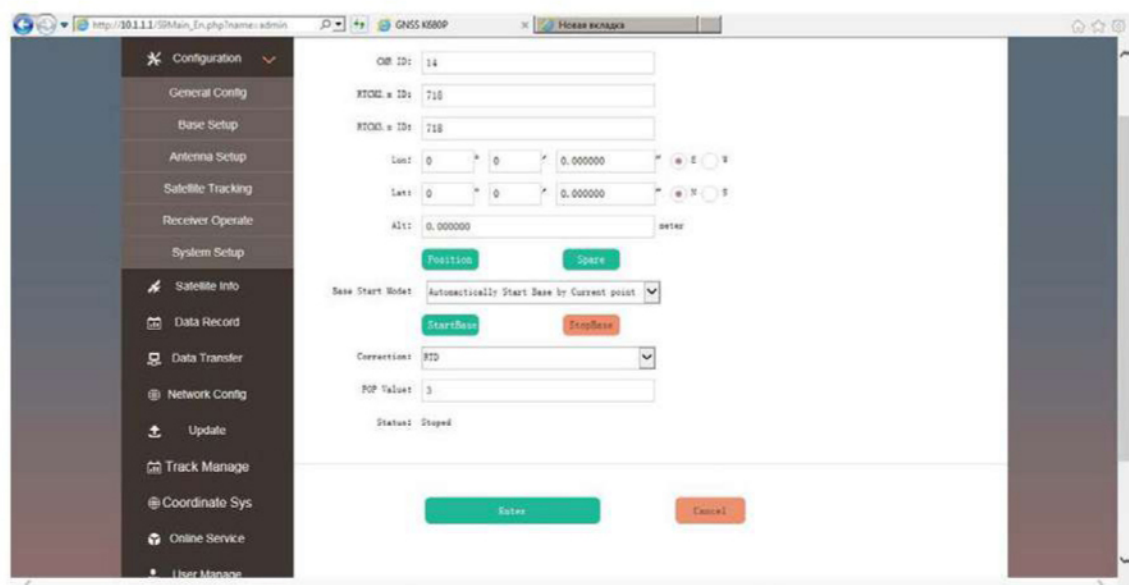 http://10.1.1.1/S9Main_En.php?name=admin
GNSS K680P
Новая вкладка
Configuration
General Config
Base Setup
Antenna Setup
Satellite Tracking
Receiver Operate
System Setup
Satellite Info
Data Record
Data Transfer
Network Config
Update
Track Manage
Coordinate Sys
Online Service
User Manage
CMR ID: 14
RTCM2.x ID: 718
RTCM3.x ID: 718
Lon: 0 ° 0 ′ 0.000000 ″ E W
Lat: 0 ° 0 ′ 0.000000 ″ N S
Alt: 0.000000 meter
Position Spare
Base Start Mode: Automactically Start Base by Current point
StartBase StopBase
Correction: RTD
PDP Value: 3
Status: Stoped
Enter Cancel